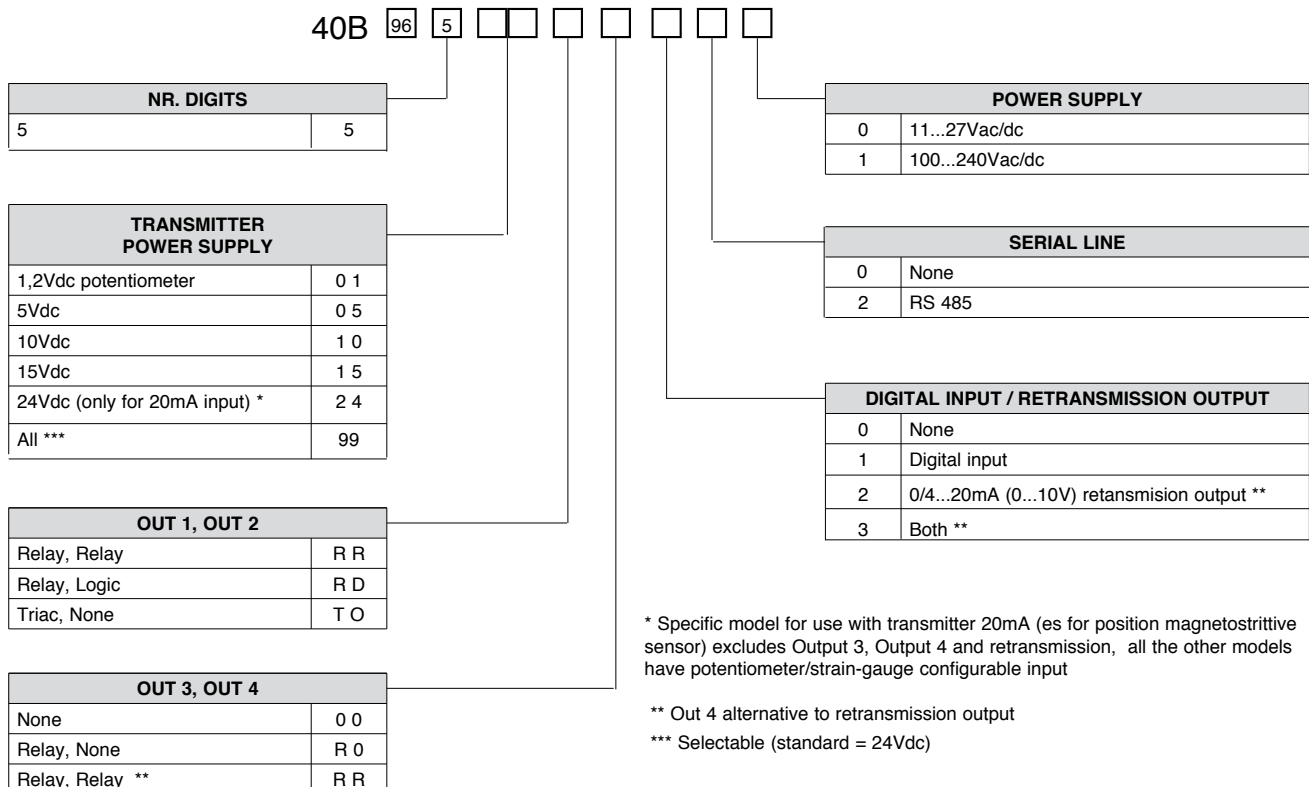 40B 96 5
NR. DIGITS
5 5
TRANSMITTER
POWER SUPPLY
1,2Vdc potentiometer 0 1
5Vdc 0 5
10Vdc 1 0
15Vdc 1 5
24Vdc (only for 20mA input) * 2 4
All *** 99
OUT 1, OUT 2
Relay, Relay R R
Relay, Logic R D
Triac, None T O
OUT 3, OUT 4
None 0 0
Relay, None R 0
Relay, Relay ** R R
POWER SUPPLY
0 11...27Vac/dc
1 100...240Vac/dc
SERIAL LINE
0 None
2 RS 485
DIGITAL INPUT / RETRANSMISSION OUTPUT
0 None
1 Digital input
2 0/4...20mA (0...10V) retansmision output **
3 Both **
* Specific model for use with transmitter 20mA (es for position magnetostrittive
sensor) excludes Output 3, Output 4 and retransmission, all the other models
have potentiometer/strain-gauge configurable input
** Out 4 alternative to retransmission output
*** Selectable (standard = 24Vdc)